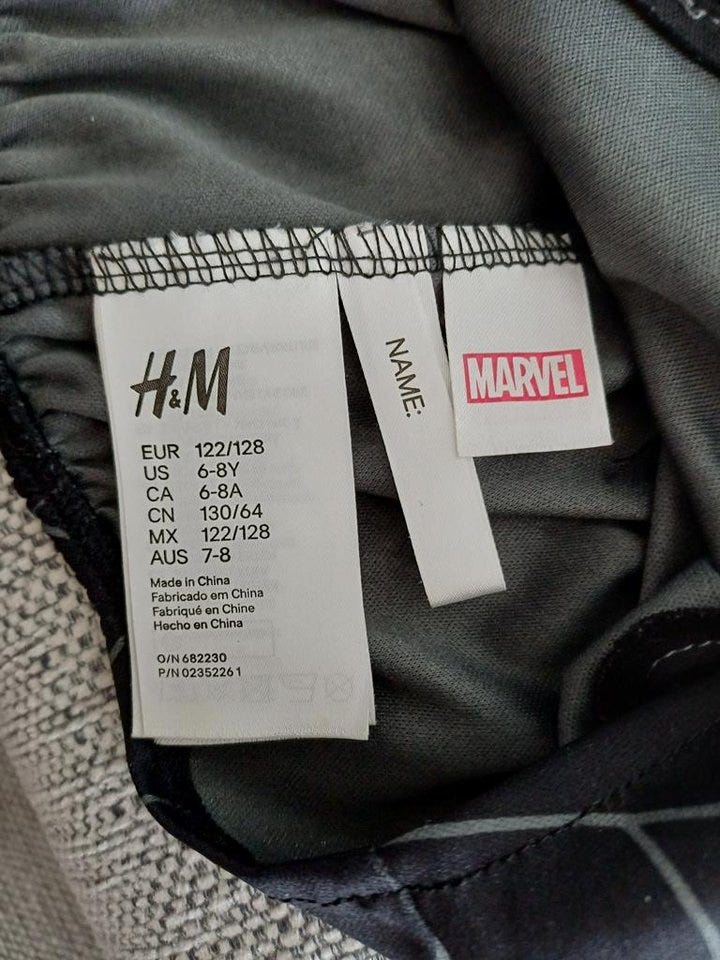 H&M
EUR 122/128
US 6-8Y
CA 6-8A
CN 130/64
MX 122/128
AUS 7-8
Made in China
Fabricado em China
Fabriqué en Chine
Hecho en China
O/N 682230
P/N 02352261
NAME:
MARVEL